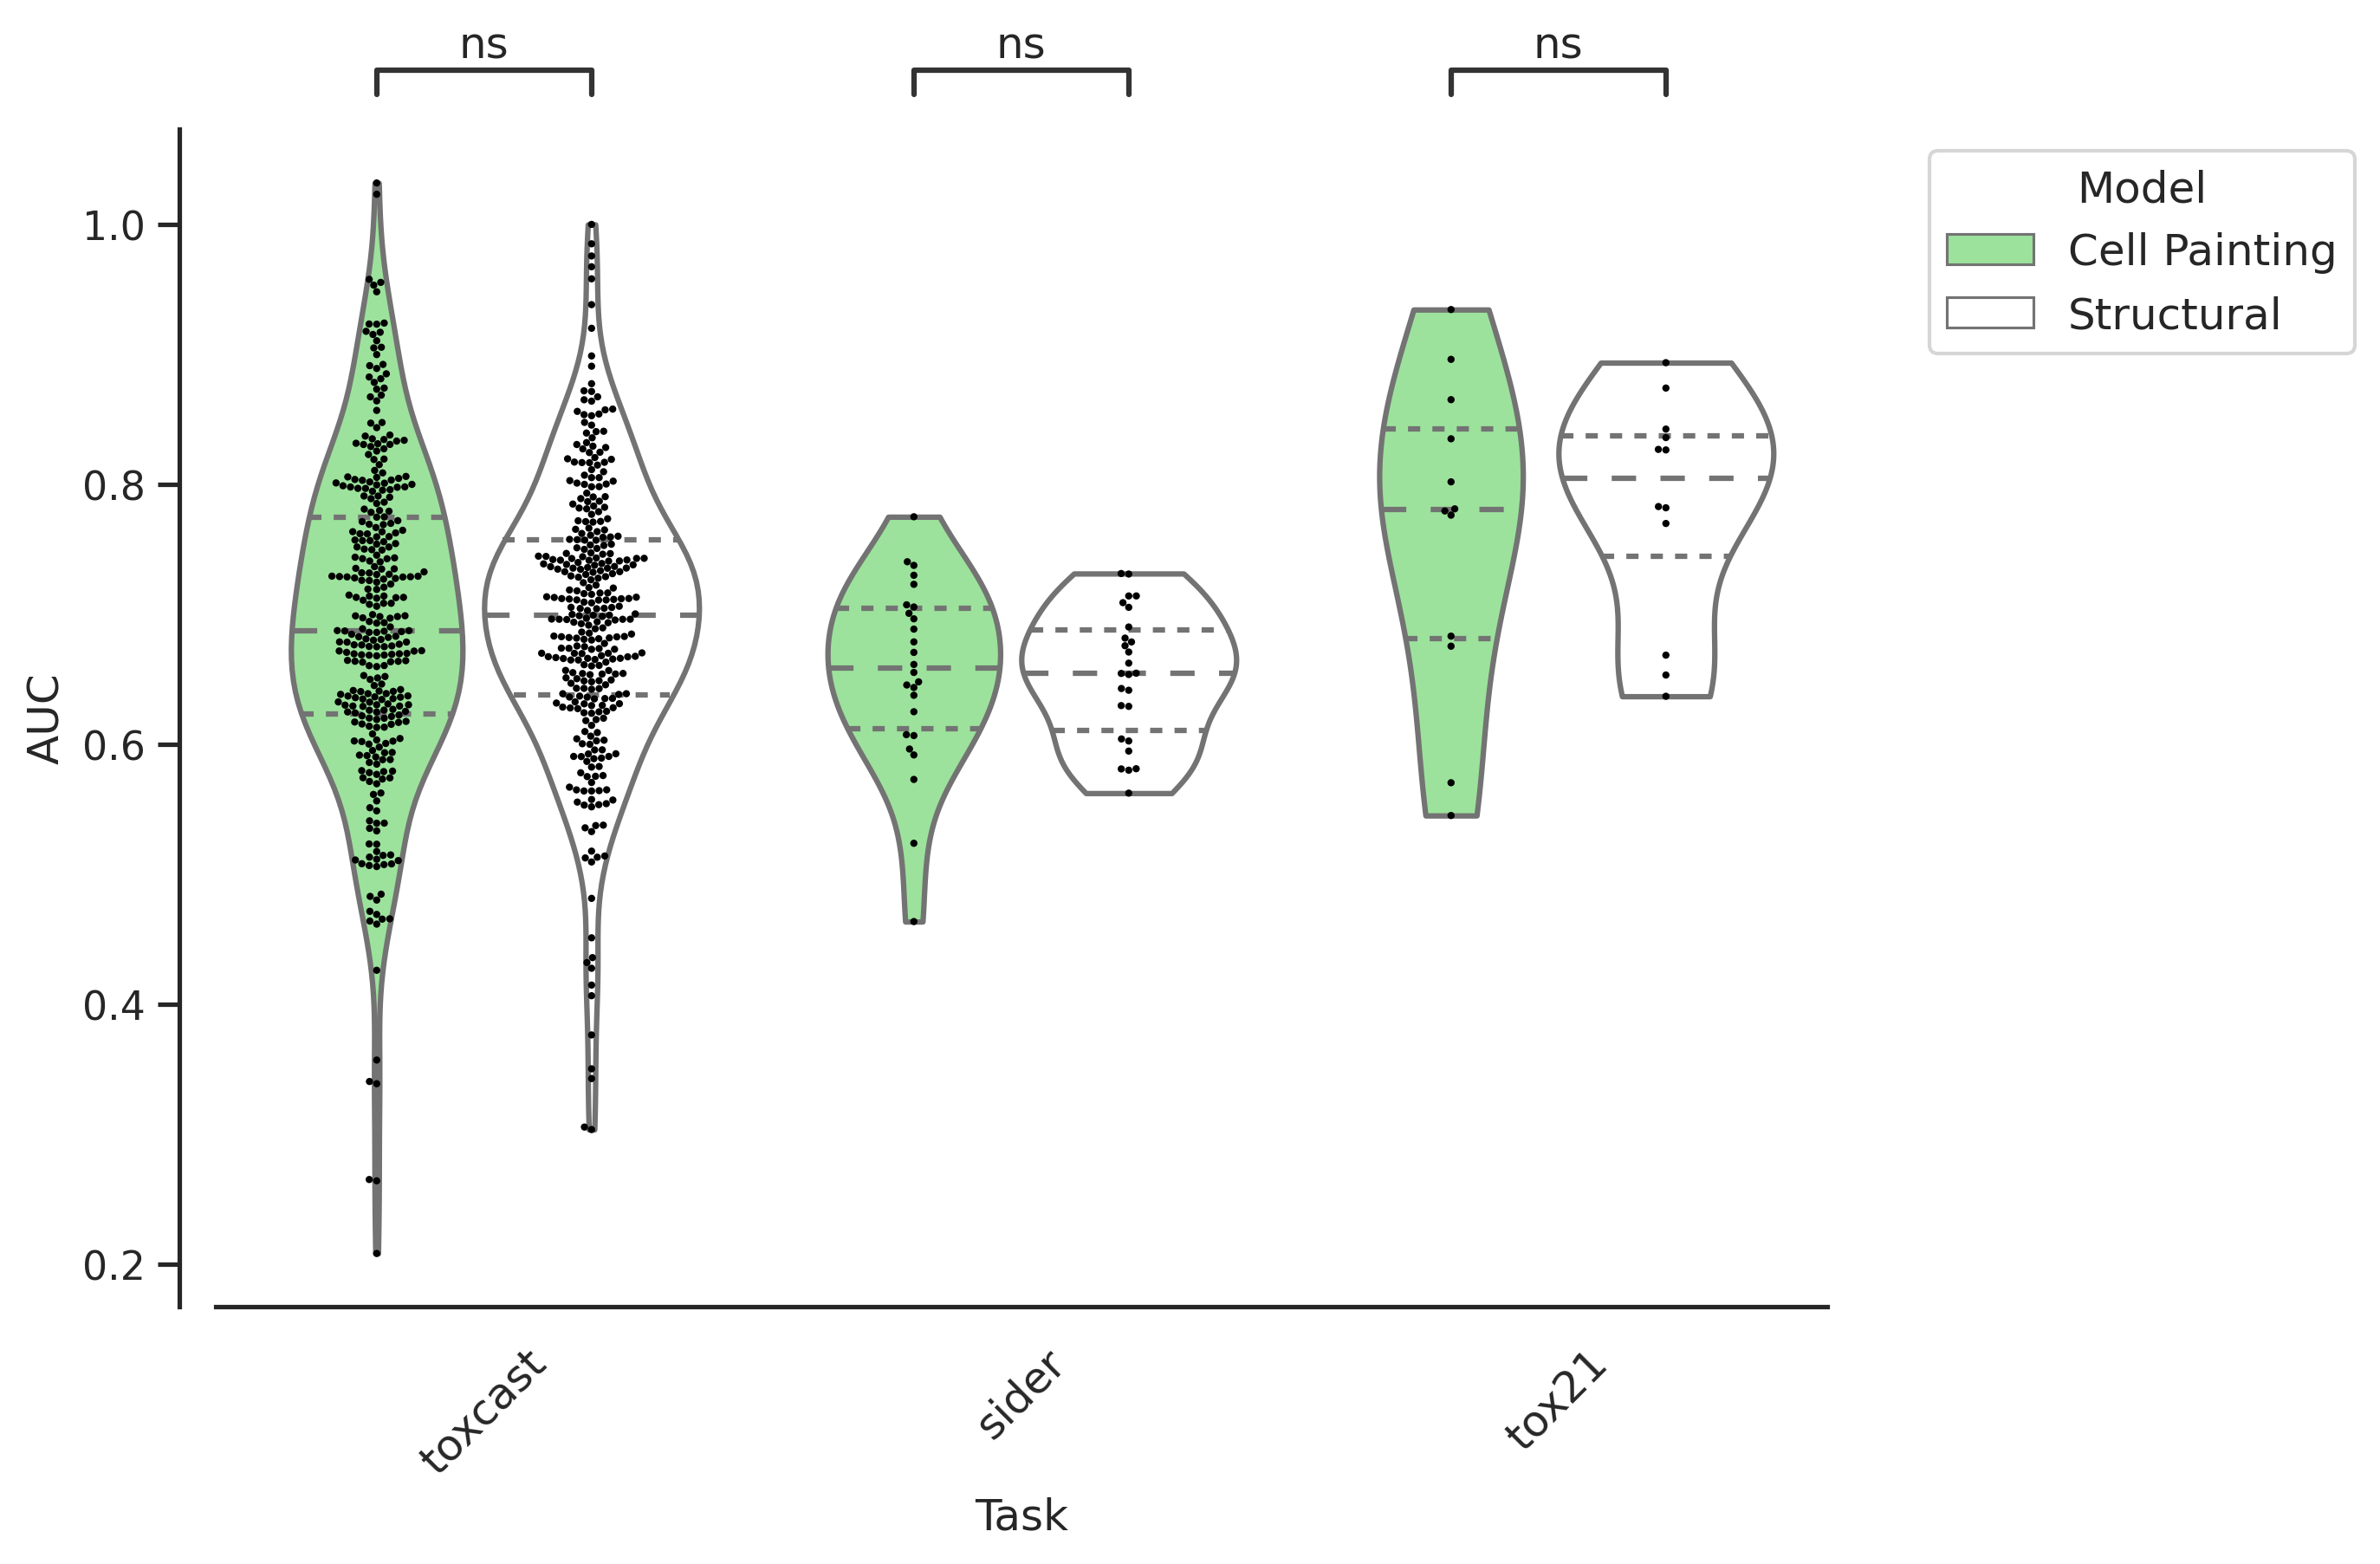 ns ns ns
Model
Cell Painting
Structural
AUC
1.0
0.8
0.6
0.4
0.2
toxcast sider tox21
Task